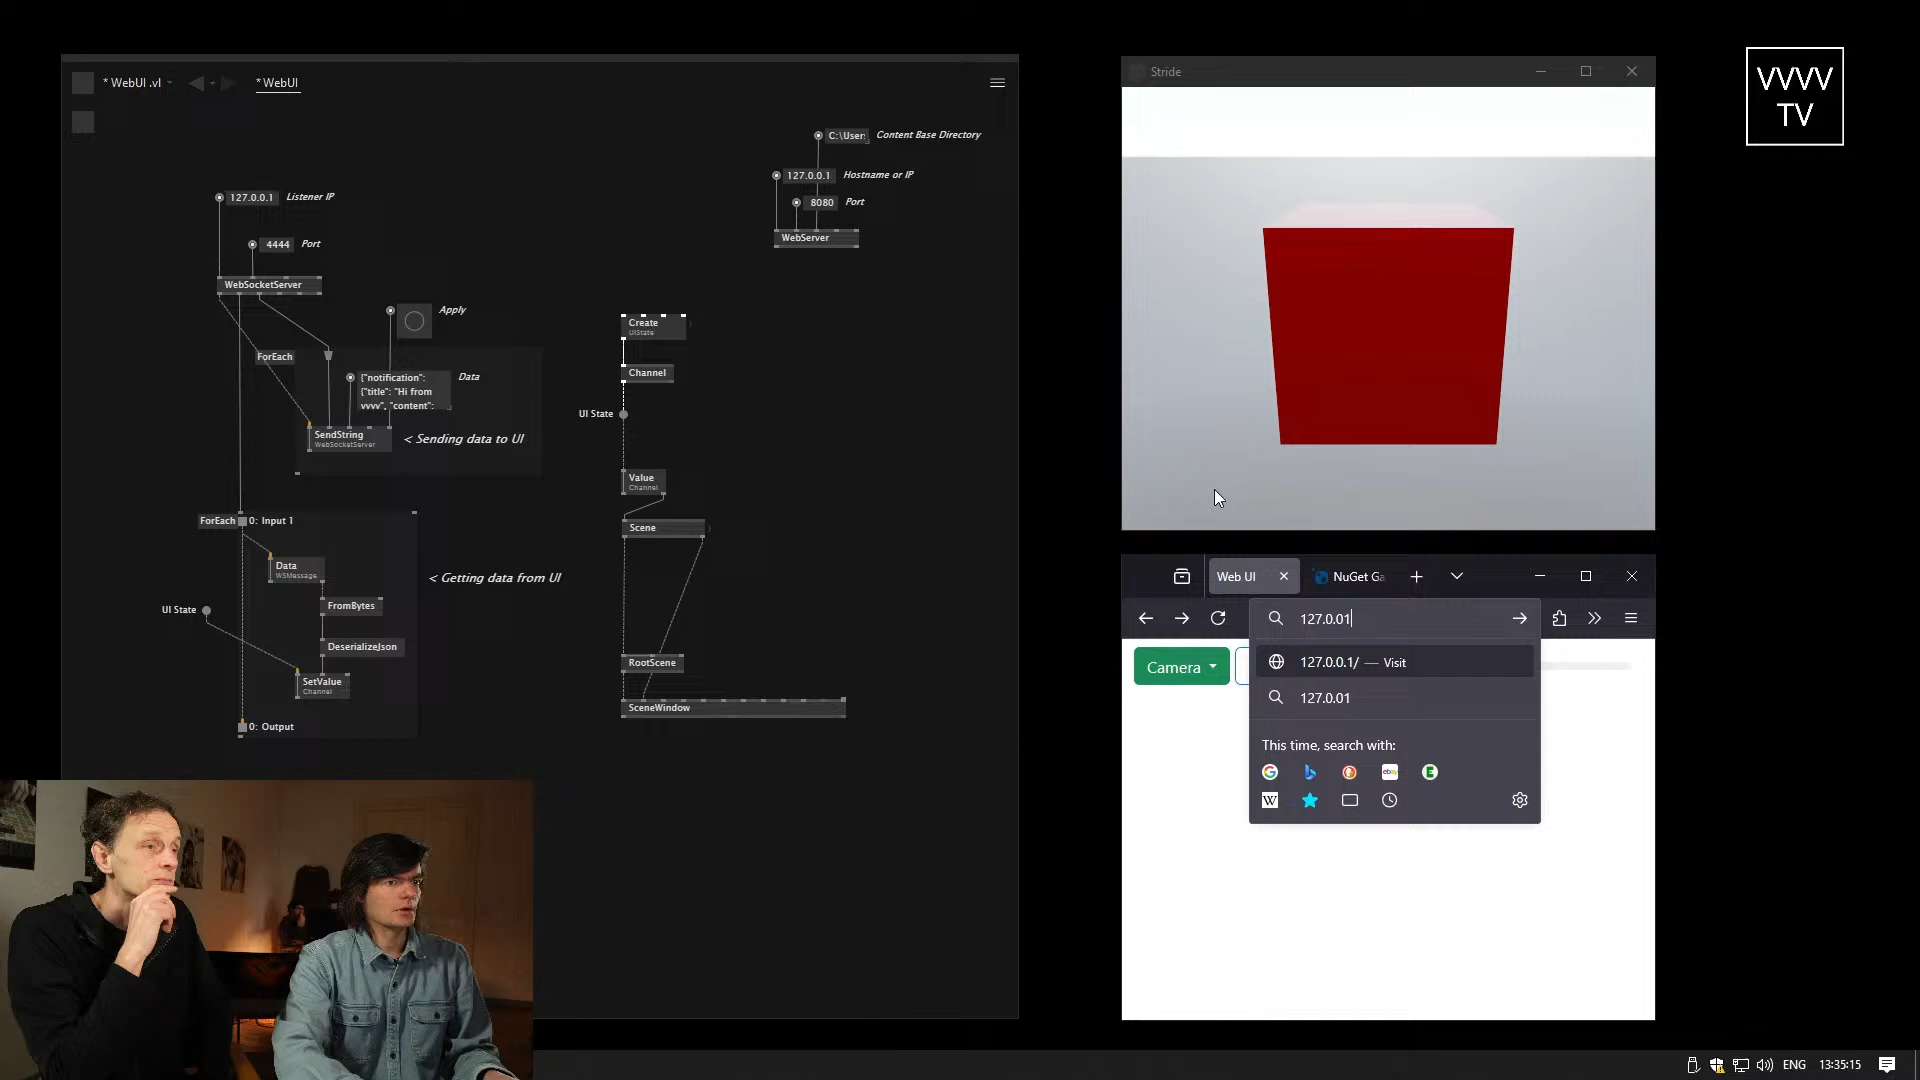 * WebUI .vl
* WebUI
C:\User:
Content Base Directory
127.0.0.1
Hostname or IP
8080
Port
WebServer
127.0.0.1
Listener IP
4444
Port
WebSocketServer
Apply
ForEach
{"notification":
{"title": "Hi from
vvvv", "content":
Data
SendString
WebSocketServer
< Sending data to UI
Create
UIState
Channel
UI State
Value
Channel
Scene
RootScene
SceneWindow
ForEach
0: Input 1
Data
WSMessage
< Getting data from UI
FromBytes
UI State
DeserializeJson
SetValue
Channel
0: Output
Stride
VVVV
TV
Web UI
NuGet Ga
127.0.01
Camera
127.0.0.1/ — Visit
127.0.01
This time, search with:
ebay
E
W
ENG
13:35:15